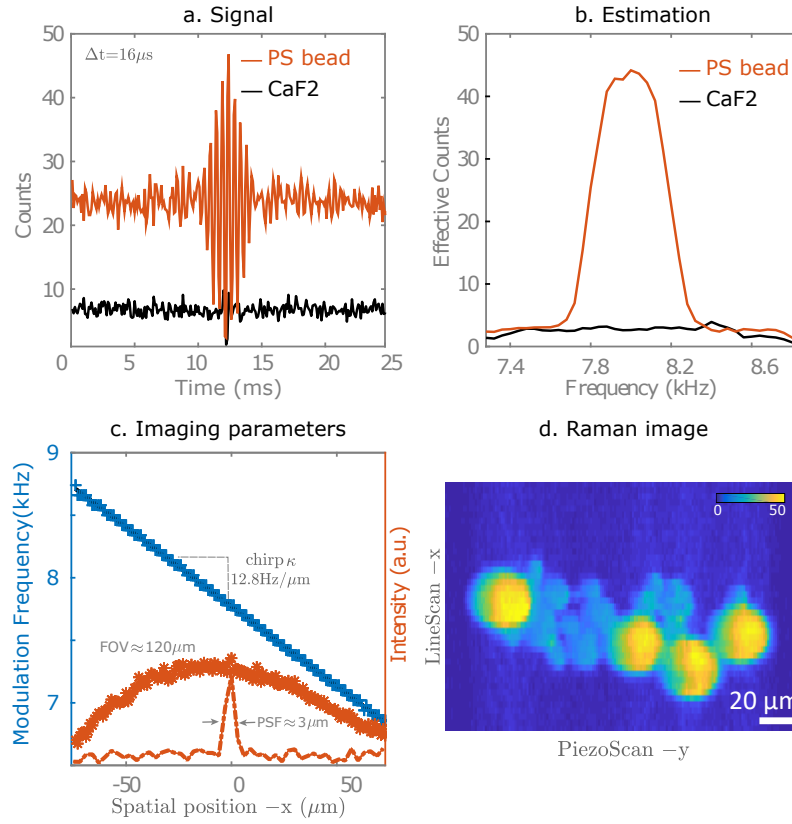 a. Signal
50
40
30
20
10
0
5
10
15
20
25
Δt=16μs
PS bead
CaF2
Counts
Time (ms)
b. Estimation
50
40
30
20
10
0
7.4
7.8
8.2
8.6
PS bead
CaF2
Effective Counts
Frequency (kHz)
c. Imaging parameters
9
8
7
-50
0
50
Modulation Frequency(kHz)
Intensity (a.u.)
chirp κ
12.8Hz/μm
FOV≈120μm
PSF≈3μm
Spatial position −x (μm)
d. Raman image
0 50
LineScan −x
20 μm
PiezoScan −y